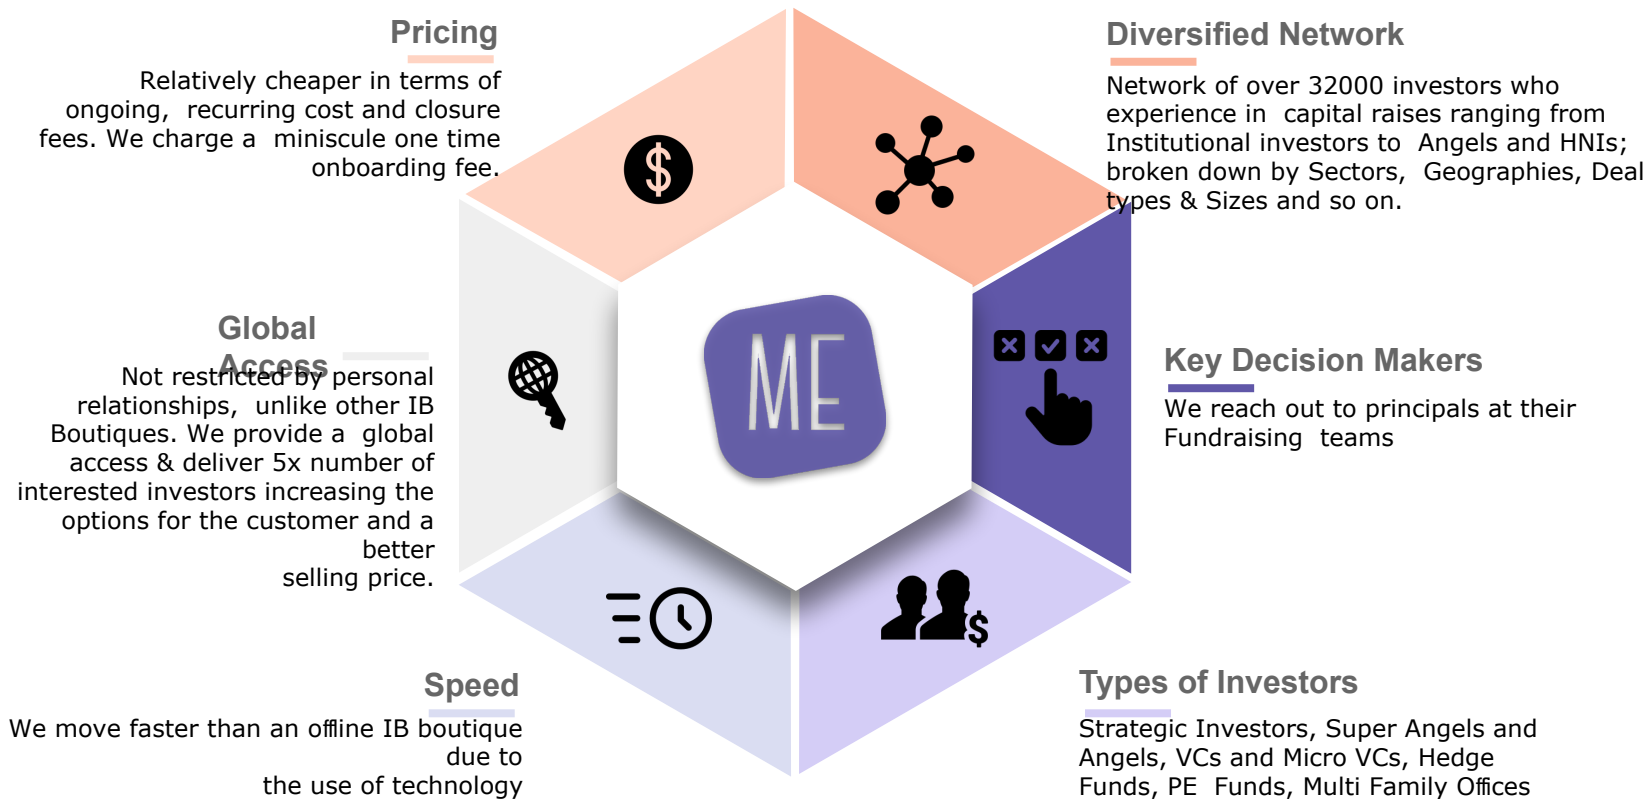 Pricing
Relatively cheaper in terms of
ongoing,  recurring cost and closure
fees. We charge a  miniscule one time
onboarding fee.
Diversified Network
Network of over 32000 investors who
experience in  capital raises ranging from
Institutional investors to  Angels and HNIs;
broken down by Sectors,  Geographies, Deal
types & Sizes and so on.
Global
Access
Not restricted by personal
relationships,  unlike other IB
Boutiques. We provide a  global
access & deliver 5x number of
interested investors increasing the
options for the customer and a
better
selling price.
ME
Key Decision Makers
We reach out to principals at their
Fundraising  teams
Speed
We move faster than an offline IB boutique
due to
the use of technology
Types of Investors
Strategic Investors, Super Angels and
Angels, VCs and Micro VCs, Hedge
Funds, PE  Funds, Multi Family Offices